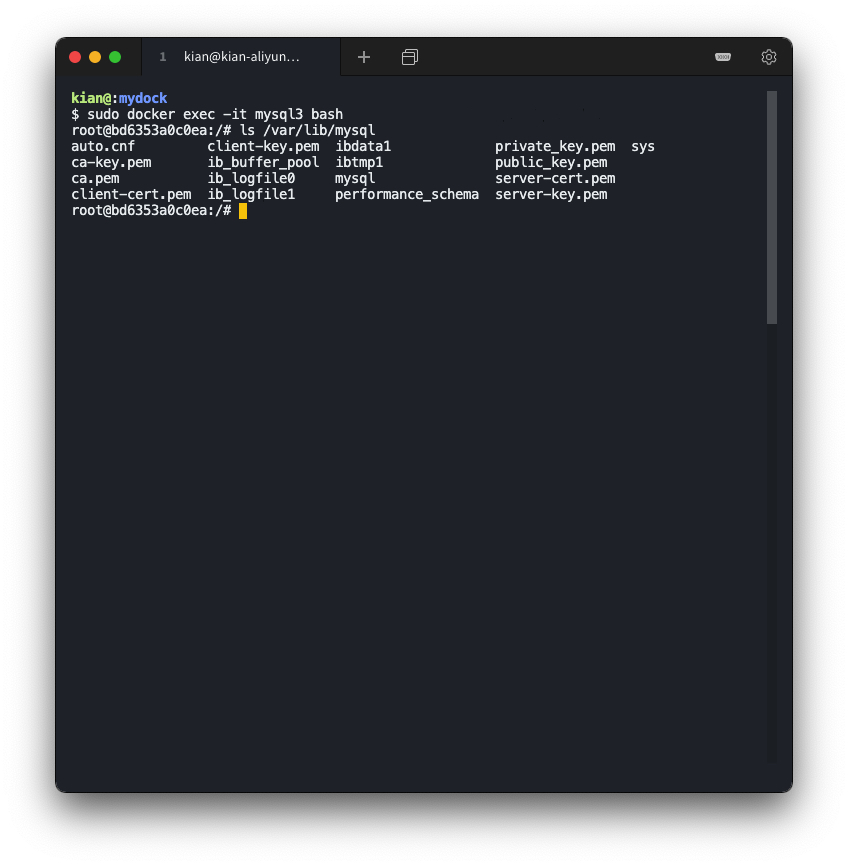 1 kian@kian-aliyun...
kian@:mydock
$ sudo docker exec -it mysql3 bash
root@bd6353a0c0ea:/# ls /var/lib/mysql
auto.cnf client-key.pem ibdata1 private_key.pem sys
ca-key.pem ib_buffer_pool ibtmp1 public_key.pem
ca.pem ib_logfile0 mysql server-cert.pem
client-cert.pem ib_logfile1 performance_schema server-key.pem
root@bd6353a0c0ea:/#